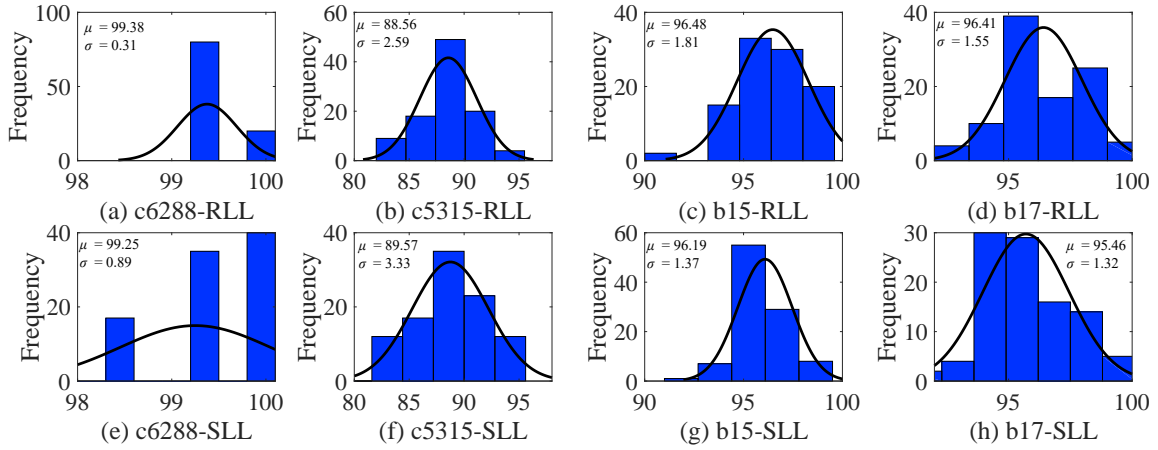 100
50
0
Frequency
μ = 99.38
σ = 0.31
98 99 100
(a) c6288-RLL
60
40
20
0
Frequency
μ = 88.56
σ = 2.59
80 85 90 95
(b) c5315-RLL
40
20
0
Frequency
μ = 96.48
σ = 1.81
90 95 100
(c) b15-RLL
40
20
0
Frequency
μ = 96.41
σ = 1.55
95 100
(d) b17-RLL
40
20
0
Frequency
μ = 99.25
σ = 0.89
98 99 100
(e) c6288-SLL
40
20
0
Frequency
μ = 89.57
σ = 3.33
80 85 90 95
(f) c5315-SLL
60
40
20
0
Frequency
μ = 96.19
σ = 1.37
90 95 100
(g) b15-SLL
30
20
10
0
Frequency
μ = 95.46
σ = 1.32
95 100
(h) b17-SLL